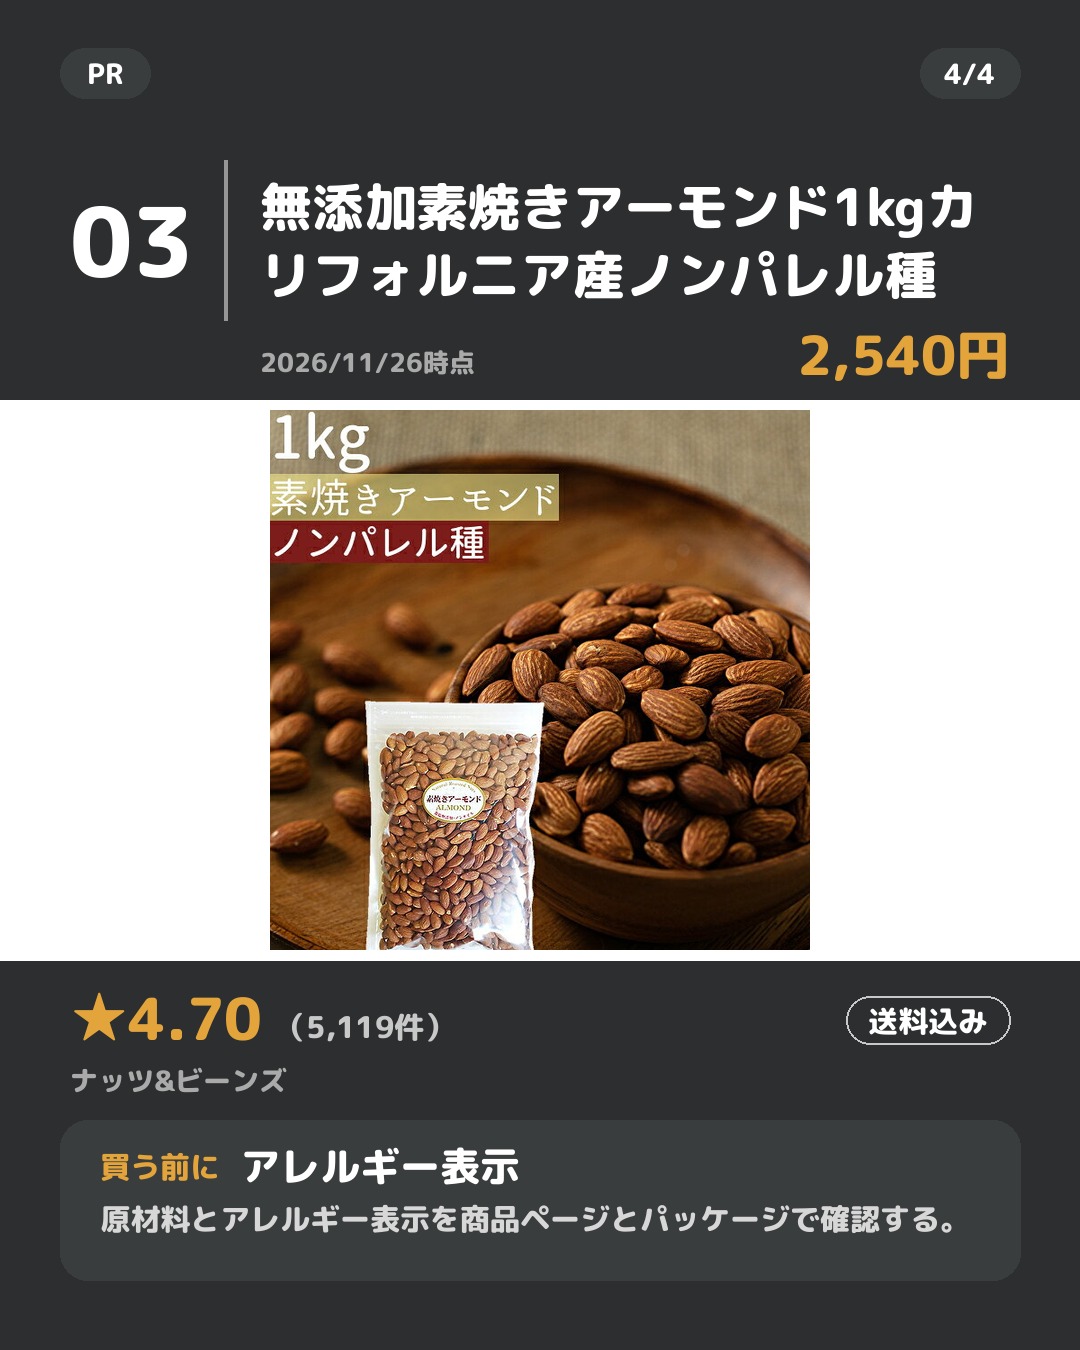 PR
4/4
03
無添加素焼きアーモンド1kgカ
リフォルニア産ノンパレル種
2026/11/26時点
2,540円
1kg
素焼きアーモンド
ノンパレル種
素焼きアーモンド
ALMOND
★4.70
（5,119件）
送料込み
ナッツ&ビーンズ
買う前に
アレルギー表示
原材料とアレルギー表示を商品ページとパッケージで確認する。